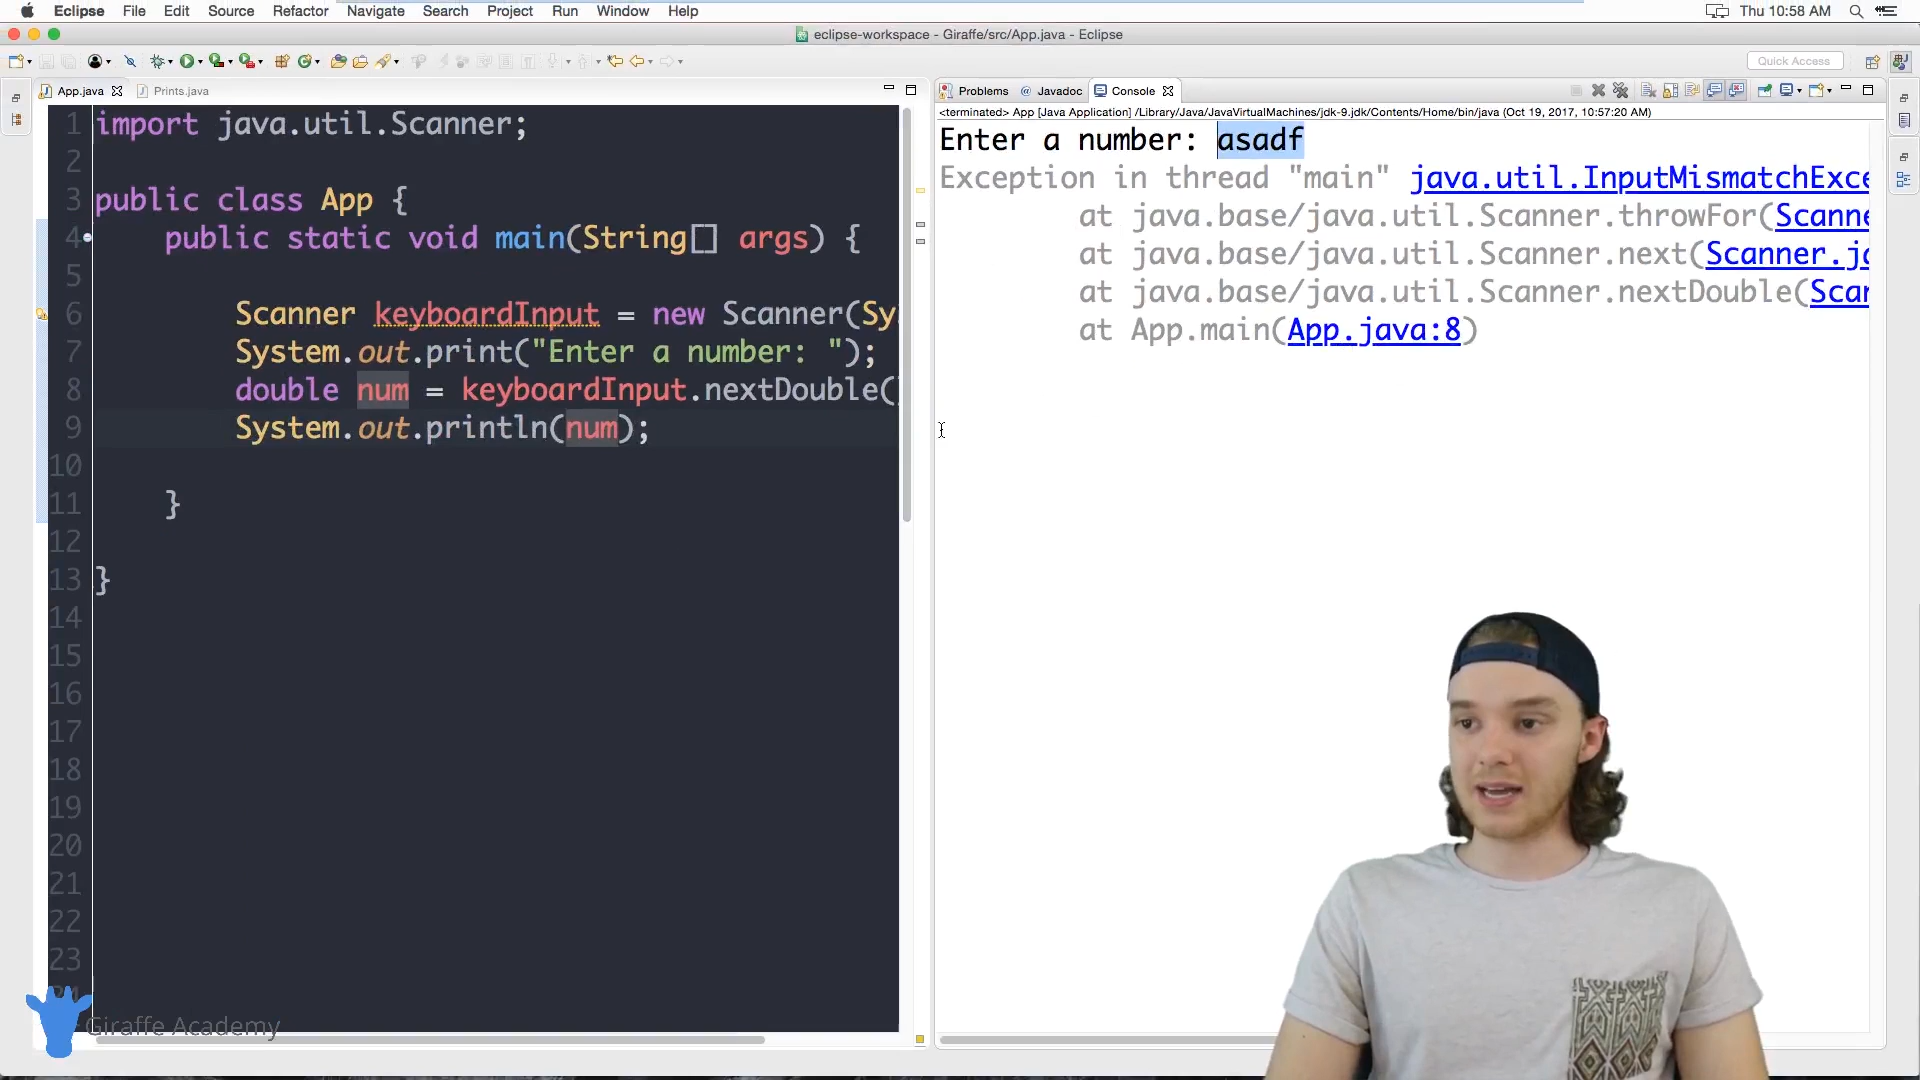 Eclipse File Edit Source Refactor Navigate Search Project Run Window Help Thu 10:58 AM
eclipse-workspace - Giraffe/src/App.java - Eclipse
Quick Access
App.java Prints.java
Problems @ Javadoc Console
<terminated> App [Java Application] /Library/Java/JavaVirtualMachines/jdk-9.jdk/Contents/Home/bin/java (Oct 19, 2017, 10:57:20 AM)
1 import java.util.Scanner;
2
3 public class App {
4 public static void main(String[] args) {
5
6 Scanner keyboardInput = new Scanner(Sy
7 System.out.print("Enter a number: ");
8 double num = keyboardInput.nextDouble()
9 System.out.println(num);
10
11 }
12
13 }
14
15
16
17
18
19
20
21
22
23
Enter a number: asadf
Exception in thread "main" java.util.InputMismatchExce
at java.base/java.util.Scanner.throwFor(Scanne
at java.base/java.util.Scanner.next(Scanner.ja
at java.base/java.util.Scanner.nextDouble(Scan
at App.main(App.java:8)
Giraffe Academy